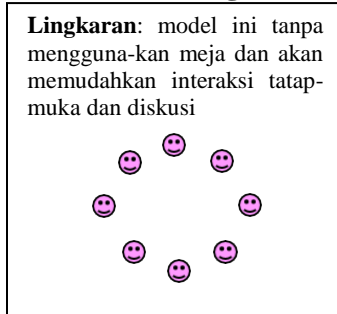 Lingkaran: model ini tanpa
mengguna-kan meja dan akan
memudahkan interaksi tatap-
muka dan diskusi